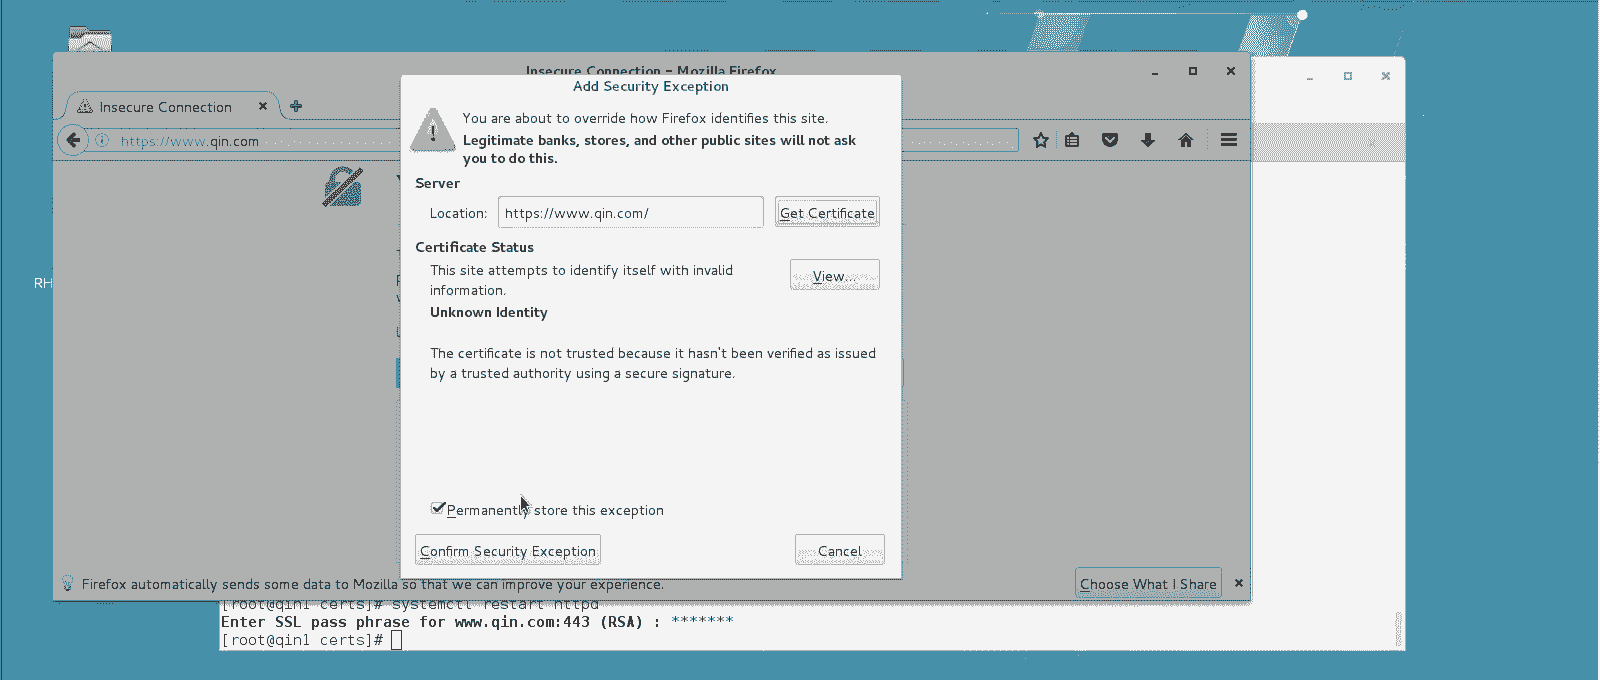 Insecure Connection - Mozilla Firefox
Add Security Exception
Insecure Connection
You are about to override how Firefox identifies this site.
https://www.qin.com
Legitimate banks, stores, and other public sites will not ask
you to do this.
Server
Location: https://www.qin.com/ Get Certificate
Certificate Status
This site attempts to identify itself with invalid
information.
View...
RH
Unknown Identity
The certificate is not trusted because it hasn't been verified as issued
by a trusted authority using a secure signature.
Permanently store this exception
Confirm Security Exception Cancel
Firefox automatically sends some data to Mozilla so that we can improve your experience. Choose What I Share
[root@qin1 certs]# systemctl restart httpd
Enter SSL pass phrase for www.qin.com:443 (RSA) : *******
[root@qin1 certs]#